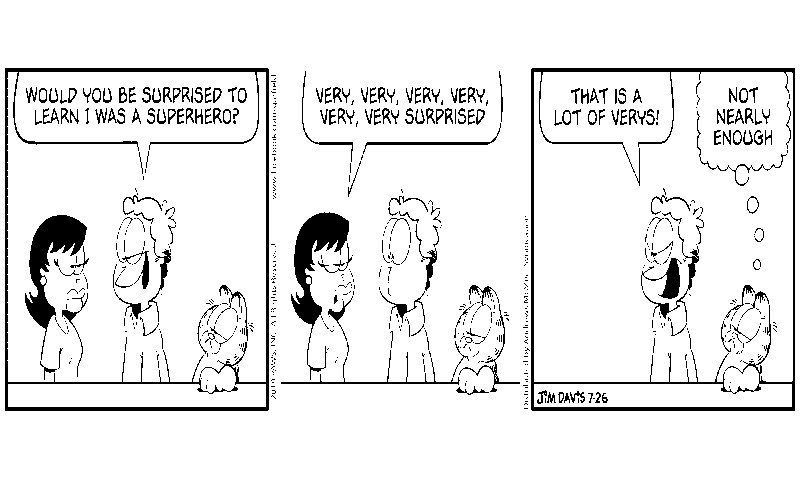 WOULD YOU BE SURPRISED TO
LEARN I WAS A SUPERHERO?
VERY, VERY, VERY, VERY,
VERY, VERY SURPRISED
THAT IS A
LOT OF VERYS!
NOT
NEARLY
ENOUGH
JIM DAVIS 7-26